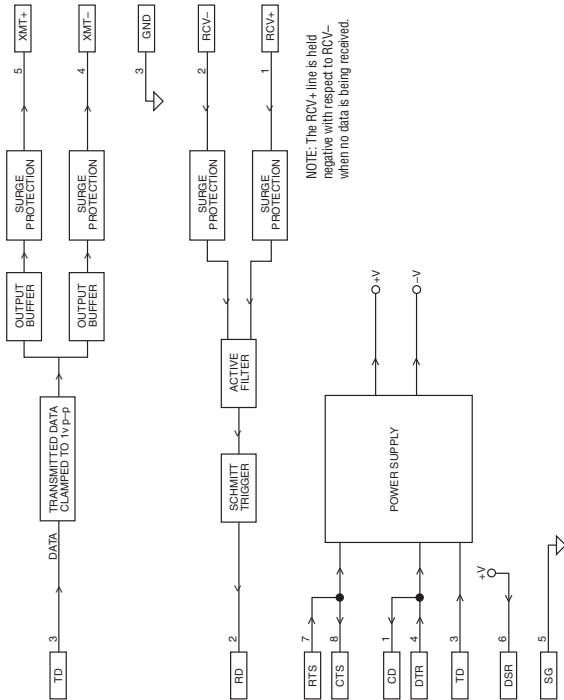 TD
3
DATA
TRANSMITTED DATA
CLAMPED TO 1v p–p
OUTPUT
BUFFER
SURGE
PROTECTION
5
XMT+
OUTPUT
BUFFER
SURGE
PROTECTION
4
XMT–
3
GND
RD
2
SCHMITT
TRIGGER
ACTIVE
FILTER
SURGE
PROTECTION
2
RCV–
SURGE
PROTECTION
1
RCV+
NOTE: The RCV+ line is held
negative with respect to RCV–
when no data is being received.
RTS
7
CTS
8
CD
1
DTR
4
TD
3
POWER SUPPLY
+V
–V
DSR
6
+V
SG
5